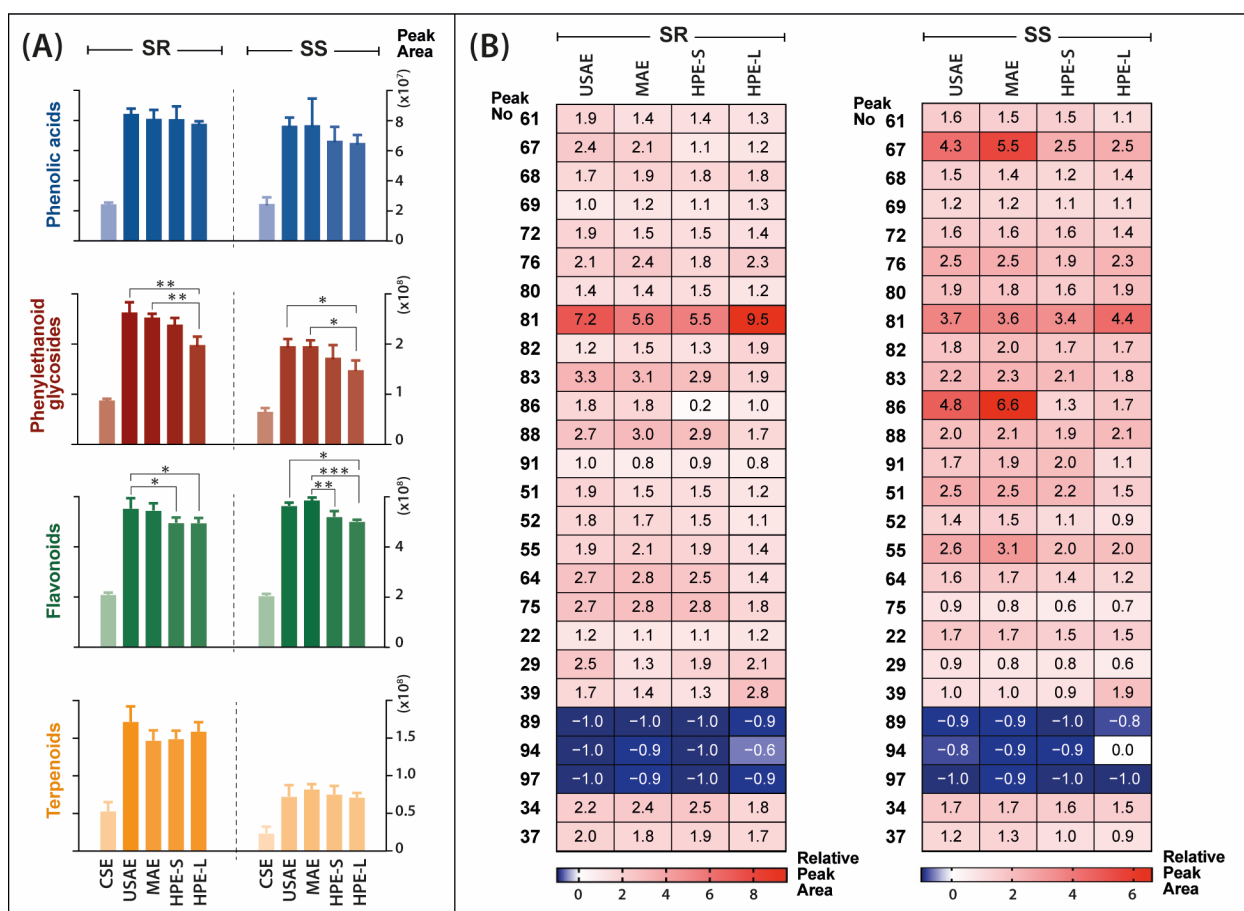 (A)
SR
SS
Peak Area
Phenolic acids
(x10⁷)
8
6
4
2
0
Phenylethanoid glycosides
** ** * *
(x10⁸)
2
1
0
Flavonoids
* * * *** **
(x10⁸)
4
2
0
Terpenoids
(x10⁸)
1.5
1.0
0.5
0
CSE USAE MAE HPE-S HPE-L CSE USAE MAE HPE-S HPE-L
(B)
SR
USAE MAE HPE-S HPE-L
Peak No
61 1.9 1.4 1.4 1.3
67 2.4 2.1 1.1 1.2
68 1.7 1.9 1.8 1.8
69 1.0 1.2 1.1 1.3
72 1.9 1.5 1.5 1.4
76 2.1 2.4 1.8 2.3
80 1.4 1.4 1.5 1.2
81 7.2 5.6 5.5 9.5
82 1.2 1.5 1.3 1.9
83 3.3 3.1 2.9 1.9
86 1.8 1.8 0.2 1.0
88 2.7 3.0 2.9 1.7
91 1.0 0.8 0.9 0.8
51 1.9 1.5 1.5 1.2
52 1.8 1.7 1.5 1.1
55 1.9 2.1 1.9 1.4
64 2.7 2.8 2.5 1.4
75 2.7 2.8 2.8 1.8
22 1.2 1.1 1.1 1.2
29 2.5 1.3 1.9 2.1
39 1.7 1.4 1.3 2.8
89 −1.0 −1.0 −1.0 −0.9
94 −1.0 −0.9 −1.0 −0.6
97 −1.0 −0.9 −1.0 −0.9
34 2.2 2.4 2.5 1.8
37 2.0 1.8 1.9 1.7
0 2 4 6 8
Relative Peak Area
SS
USAE MAE HPE-S HPE-L
Peak No
61 1.6 1.5 1.5 1.1
67 4.3 5.5 2.5 2.5
68 1.5 1.4 1.2 1.4
69 1.2 1.2 1.1 1.1
72 1.6 1.6 1.6 1.4
76 2.5 2.5 1.9 2.3
80 1.9 1.8 1.6 1.9
81 3.7 3.6 3.4 4.4
82 1.8 2.0 1.7 1.7
83 2.2 2.3 2.1 1.8
86 4.8 6.6 1.3 1.7
88 2.0 2.1 1.9 2.1
91 1.7 1.9 2.0 1.1
51 2.5 2.5 2.2 1.5
52 1.4 1.5 1.1 0.9
55 2.6 3.1 2.0 2.0
64 1.6 1.7 1.4 1.2
75 0.9 0.8 0.6 0.7
22 1.7 1.7 1.5 1.5
29 0.9 0.8 0.8 0.6
39 1.0 1.0 0.9 1.9
89 −0.9 −0.9 −1.0 −0.8
94 −0.8 −0.9 −0.9 0.0
97 −1.0 −0.9 −1.0 −1.0
34 1.7 1.7 1.6 1.5
37 1.2 1.3 1.0 0.9
0 2 4 6
Relative Peak Area